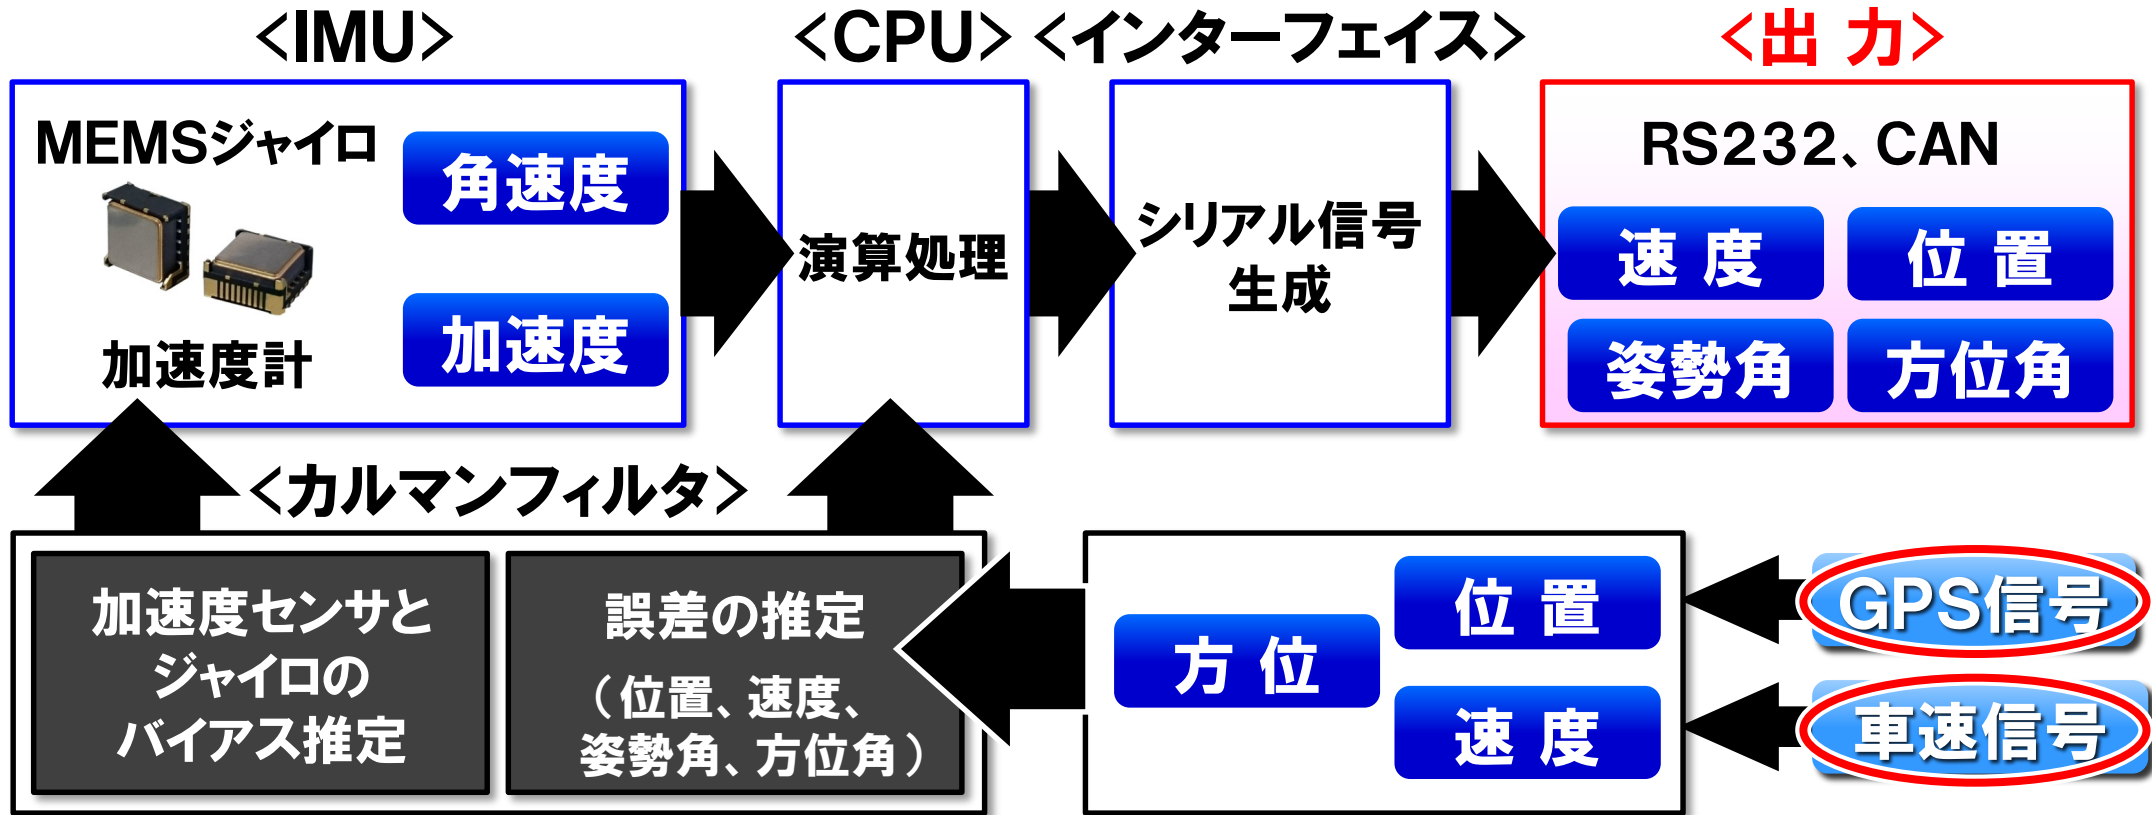 <IMU>
<CPU>
<インターフェイス>
<出 力>
MEMSジャイロ
加速度計
角速度
加速度
演算処理
シリアル信号
生成
RS232、CAN
速 度
位 置
姿勢角
方位角
<カルマンフィルタ>
加速度センサと
ジャイロの
バイアス推定
誤差の推定
（位置、速度、
姿勢角、方位角）
方 位
位 置
速 度
GPS信号
車速信号